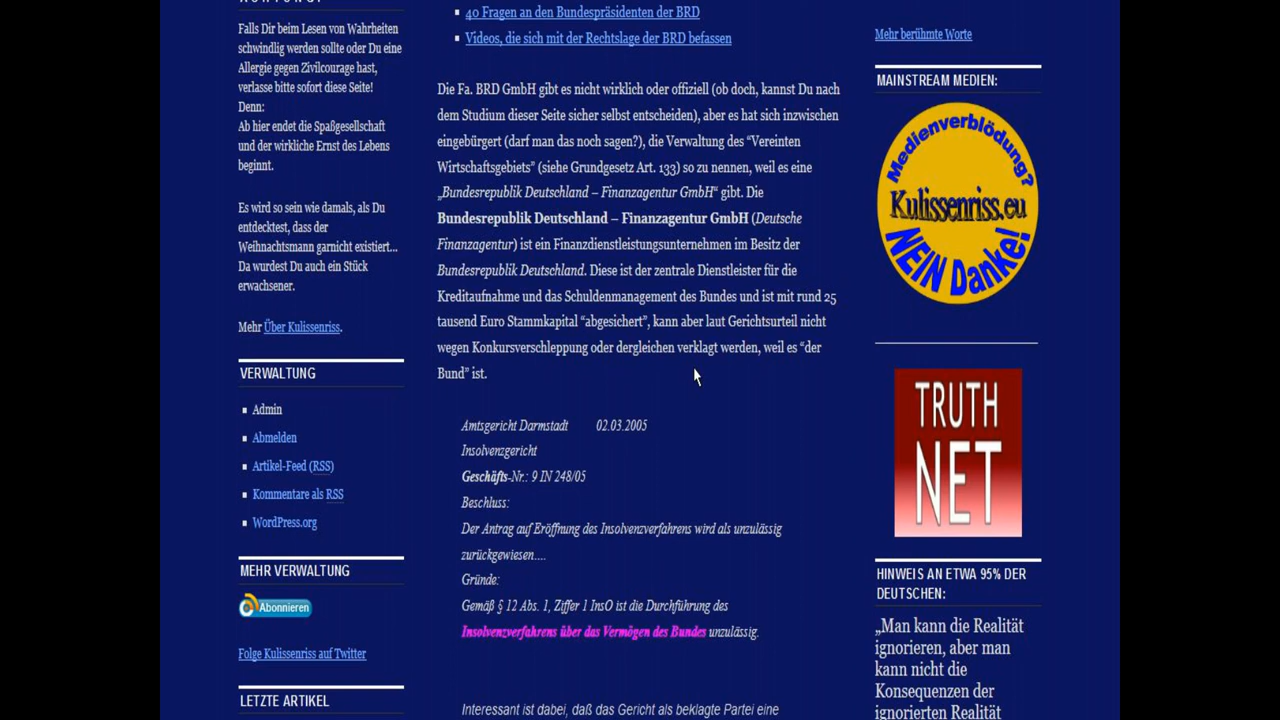 Falls Dir beim Lesen von Wahrheiten
schwindlig werden sollte oder Du eine
Allergie gegen Zivilcourage hast,
verlasse bitte sofort diese Seite!
Denn:
Ab hier endet die Spaßgesellschaft
und der wirkliche Ernst des Lebens
beginnt.
Es wird so sein wie damals, als Du
entdecktest, dass der
Weihnachtsmann garnicht existiert...
Da wurdest Du auch ein Stück
erwachsener.
Mehr Über Kulissenriss.
VERWALTUNG
Admin
Abmelden
Artikel-Feed (RSS)
Kommentare als RSS
WordPress.org
MEHR VERWALTUNG
Abonnieren
Folge Kulissenriss auf Twitter
LETZTE ARTIKEL
40 Fragen an den Bundespräsidenten der BRD
Videos, die sich mit der Rechtslage der BRD befassen
Die Fa. BRD GmbH gibt es nicht wirklich oder offiziell (ob doch, kannst Du nach
dem Studium dieser Seite sicher selbst entscheiden), aber es hat sich inzwischen
eingebürgert (darf man das noch sagen?), die Verwaltung des “Vereinten
Wirtschaftsgebiets” (siehe Grundgesetz Art. 133) so zu nennen, weil es eine
„Bundesrepublik Deutschland – Finanzagentur GmbH“ gibt. Die
Bundesrepublik Deutschland – Finanzagentur GmbH (Deutsche
Finanzagentur) ist ein Finanzdienstleistungsunternehmen im Besitz der
Bundesrepublik Deutschland. Diese ist der zentrale Dienstleister für die
Kreditaufnahme und das Schuldenmanagement des Bundes und ist mit rund 25
tausend Euro Stammkapital “abgesichert”, kann aber laut Gerichtsurteil nicht
wegen Konkursverschleppung oder dergleichen verklagt werden, weil es “der
Bund” ist.
Amtsgericht Darmstadt 02.03.2005
Insolvenzgericht
Geschäfts-Nr.: 9 IN 248/05
Beschluss:
Der Antrag auf Eröffnung des Insolvenzverfahrens wird als unzulässig
zurückgewiesen….
Gründe:
Gemäß § 12 Abs. 1, Ziffer 1 InsO ist die Durchführung des
Insolvenzverfahrens über das Vermögen des Bundes unzulässig.
Interessant ist dabei, daß das Gericht als beklagte Partei eine
Mehr berühmte Worte
MAINSTREAM MEDIEN:
Medienverblödung?
Kulissenriss.eu
NEIN Danke!
TRUTH
NET
HINWEIS AN ETWA 95% DER
DEUTSCHEN:
„Man kann die Realität
ignorieren, aber man
kann nicht die
Konsequenzen der
ignorierten Realität